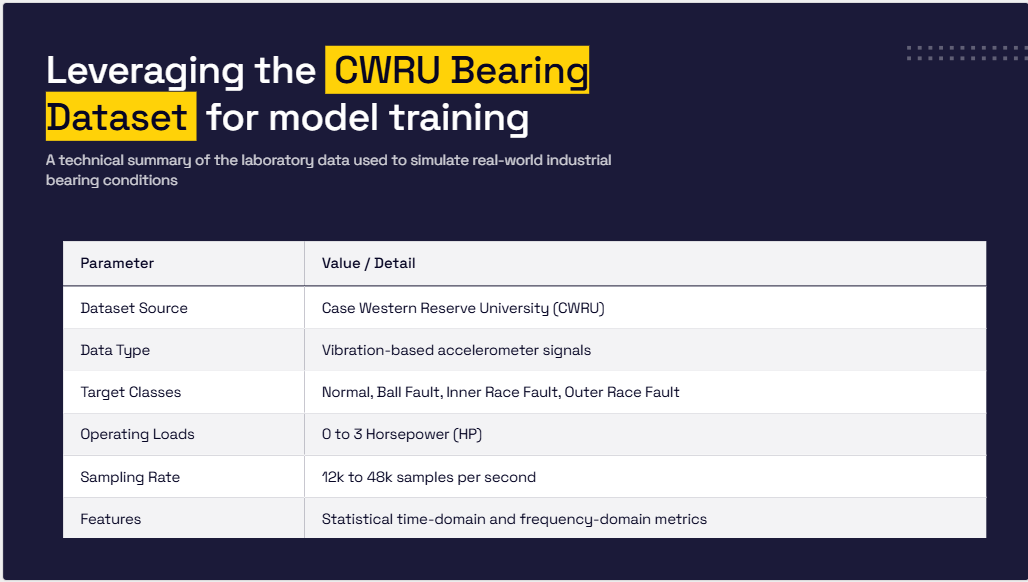 Leveraging the CWRU Bearing
Dataset for model training
A technical summary of the laboratory data used to simulate real-world industrial
bearing conditions
Parameter Value / Detail
Dataset Source Case Western Reserve University (CWRU)
Data Type Vibration-based accelerometer signals
Target Classes Normal, Ball Fault, Inner Race Fault, Outer Race Fault
Operating Loads 0 to 3 Horsepower (HP)
Sampling Rate 12k to 48k samples per second
Features Statistical time-domain and frequency-domain metrics